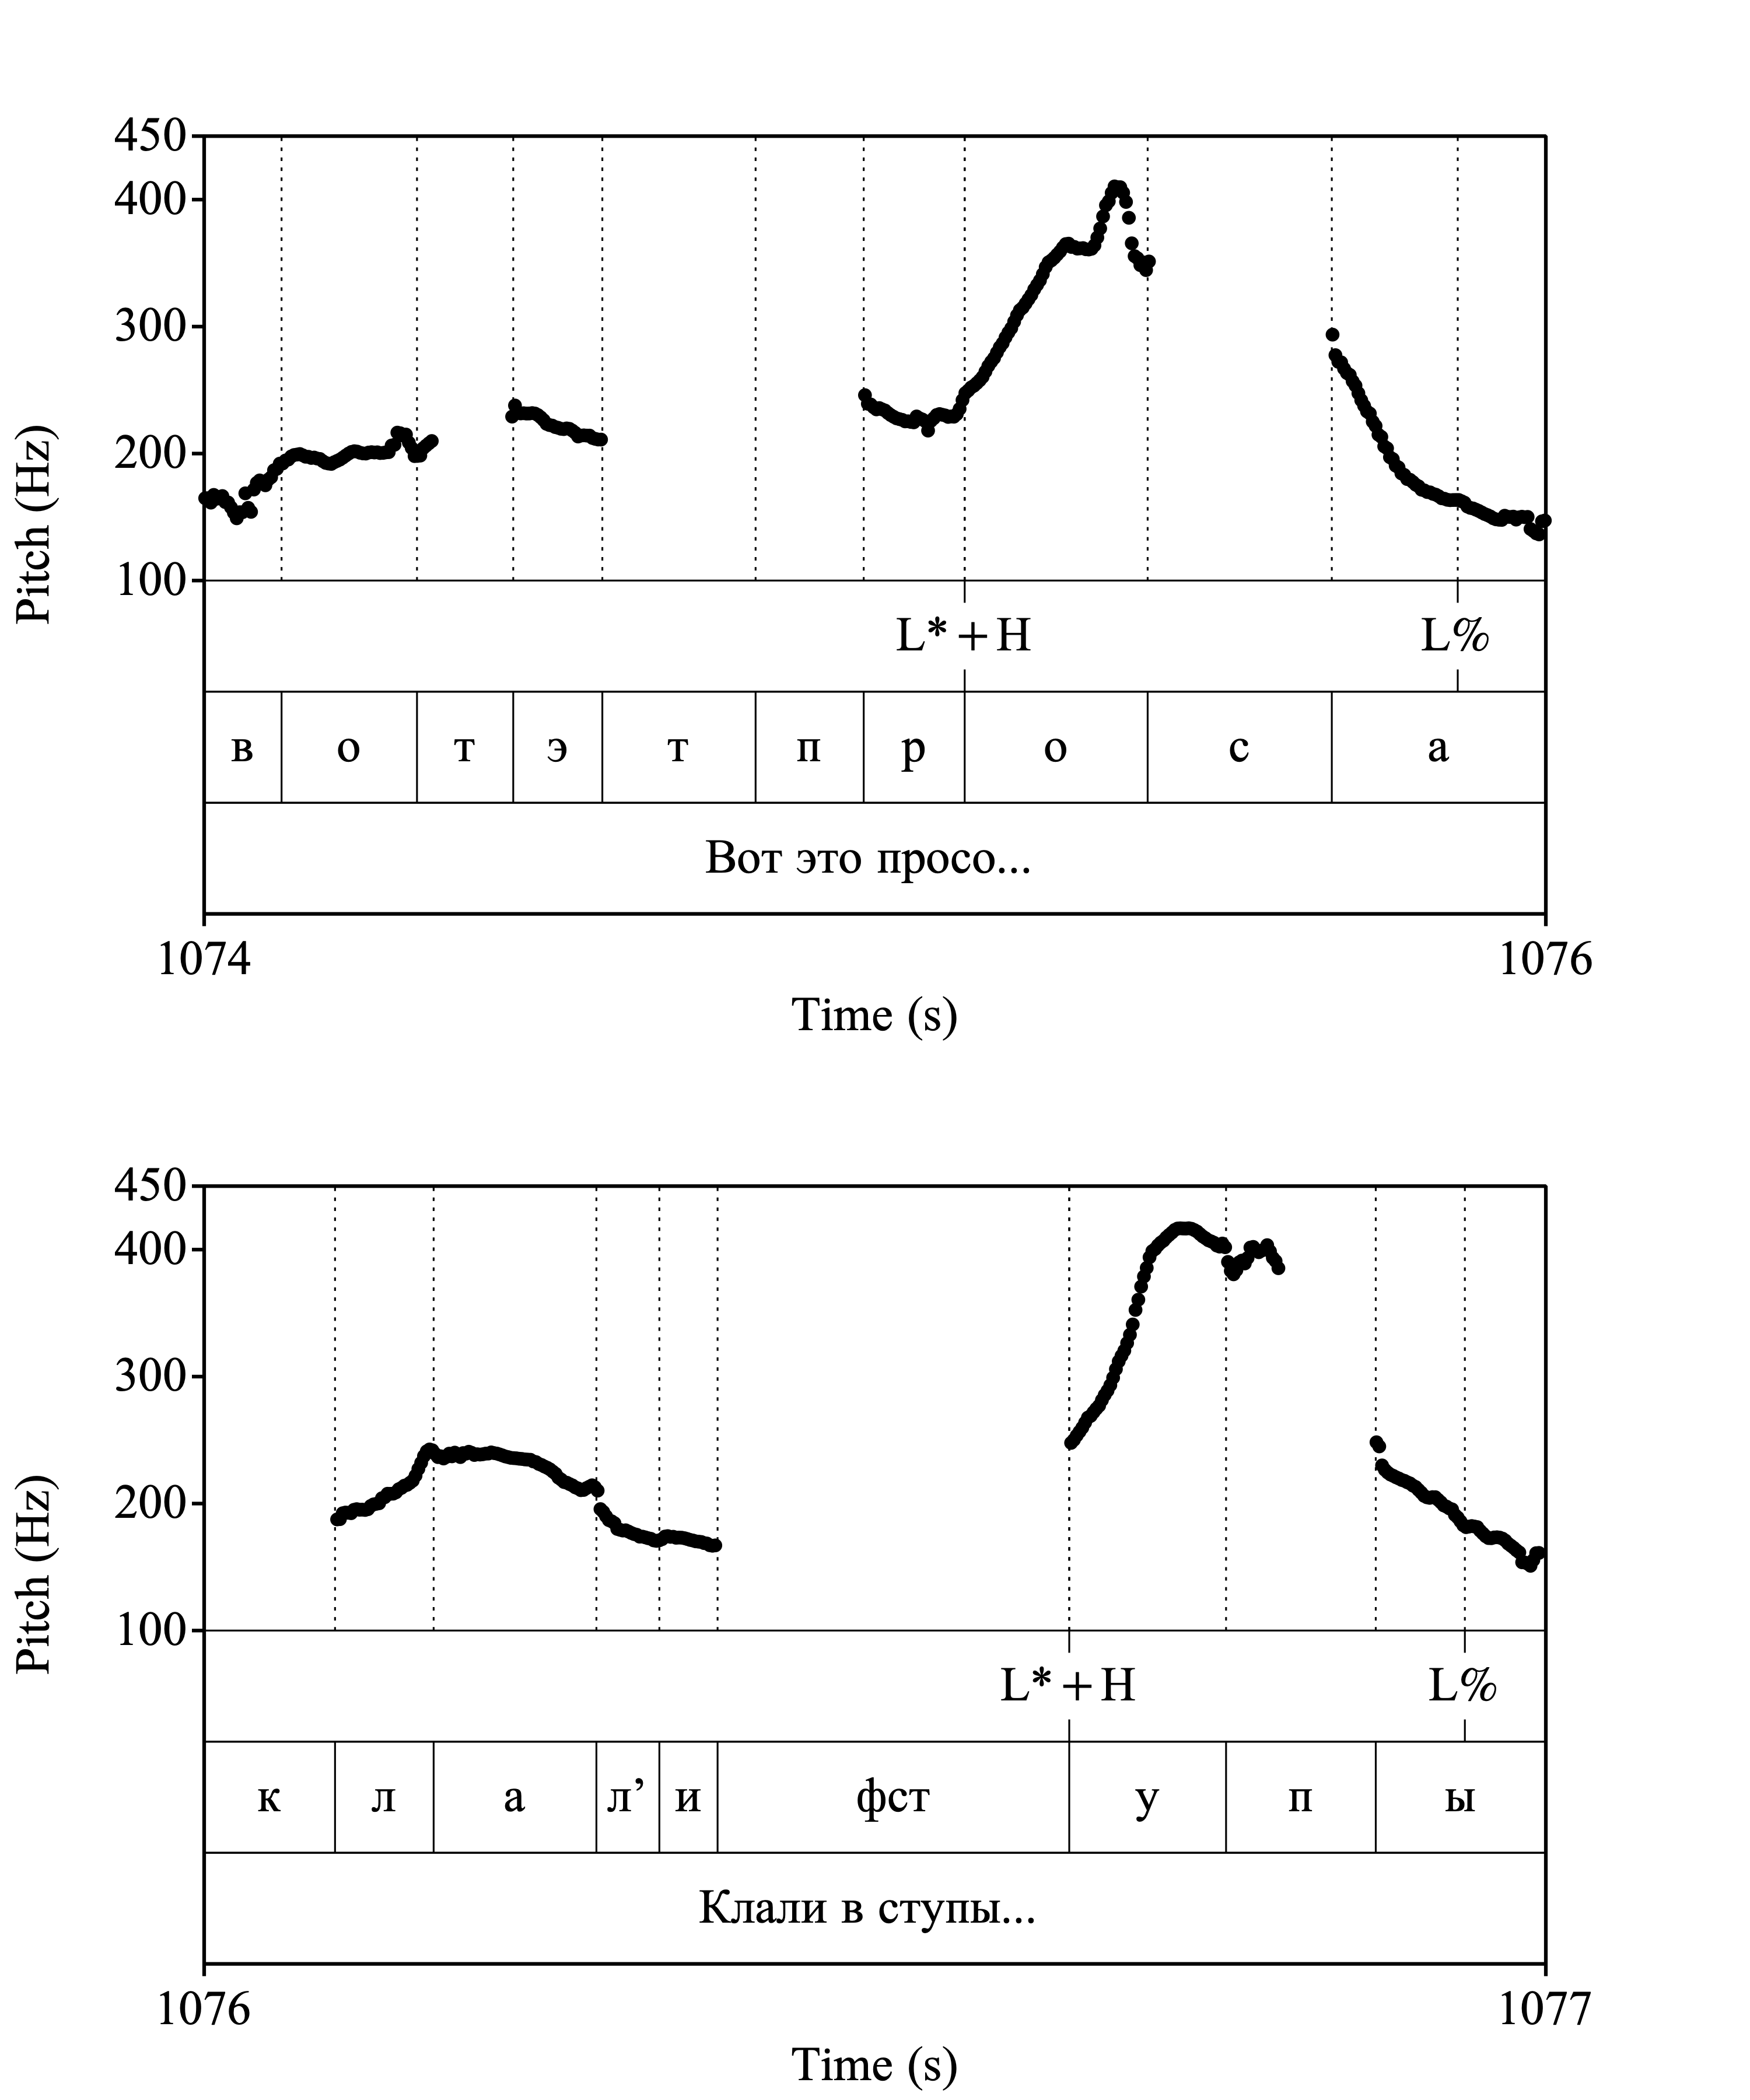 450
400
300
200
100
Pitch (Hz)
L*+H L%
в о т э т п р о с а
Вот это просо...
1074 1076
Time (s)
450
400
300
200
100
Pitch (Hz)
L*+H L%
к л а л’ и фст у п ы
Клали в ступы...
1076 1077
Time (s)